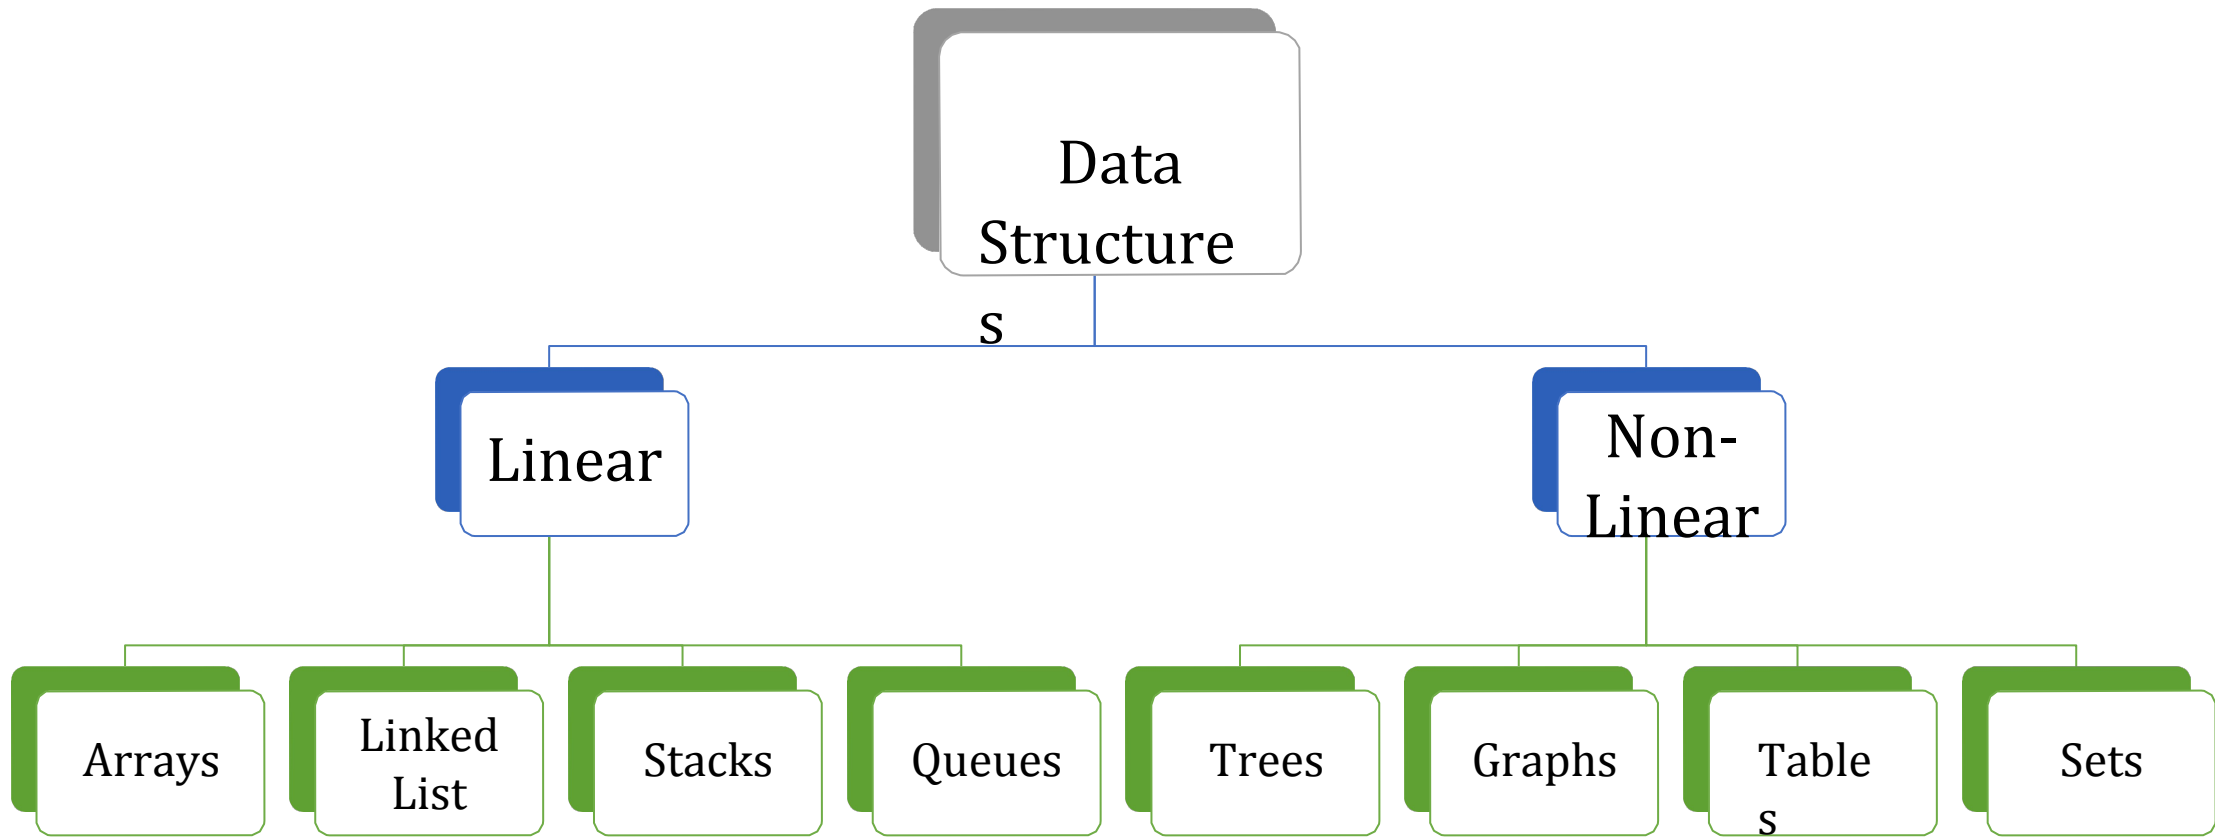 Data
Structure
s
Linear
Non-
Linear
Arrays
Linked
List
Stacks
Queues
Trees
Graphs
Table
s
Sets